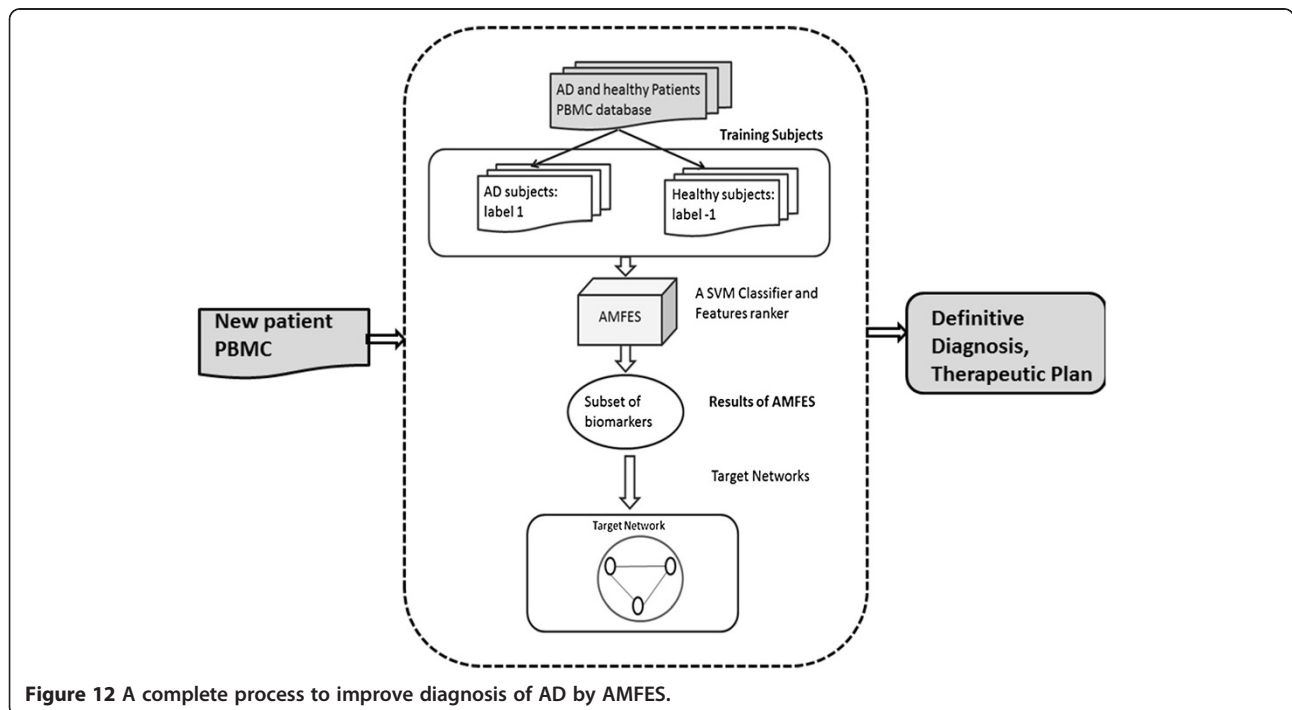 AD and healthy Patients
PBMC database
Training Subjects
AD subjects:
label 1
Healthy subjects:
label -1
AMFES
A SVM Classifier and
Features ranker
New patient
PBMC
Definitive
Diagnosis,
Therapeutic Plan
Subset of
biomarkers
Results of AMFES
Target Networks
Target Network
Figure 12 A complete process to improve diagnosis of AD by AMFES.